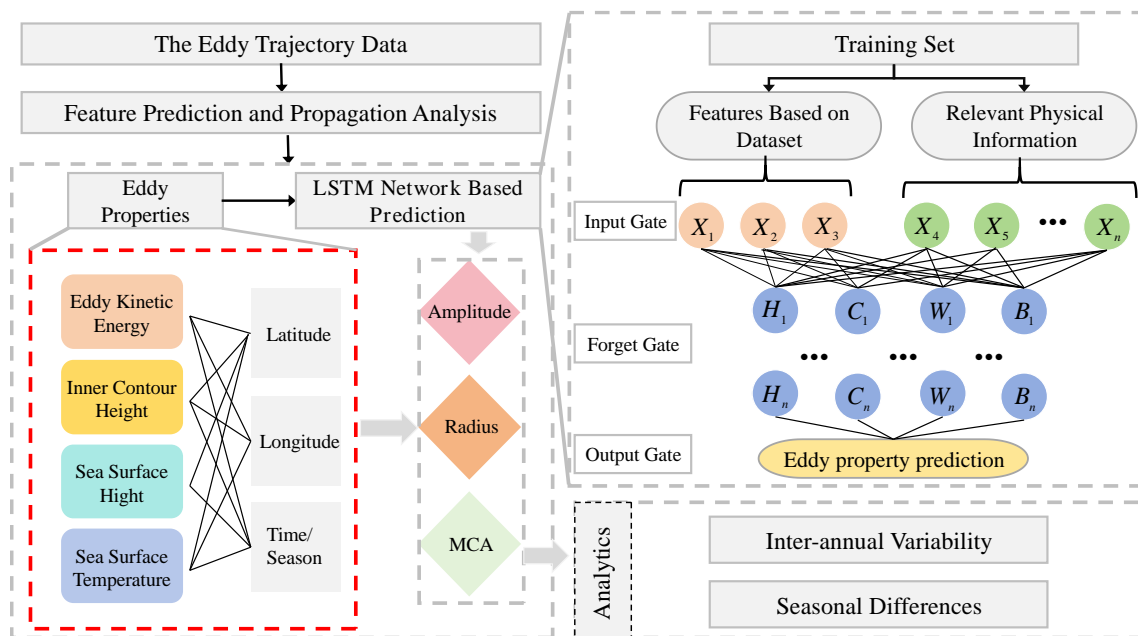 The Eddy Trajectory Data
Feature Prediction and Propagation Analysis
Eddy
Properties
LSTM Network Based
Prediction
Eddy Kinetic
Energy
Inner Contour
Height
Sea Surface
Hight
Sea Surface
Temperature
Latitude
Longitude
Time/
Season
Amplitude
Radius
MCA
Training Set
Features Based on
Dataset
Relevant Physical
Information
Input Gate
X1 X2 X3 X4 X5 ••• Xn
H1 C1 W1 B1
Forget Gate
••• ••• •••
Hn Cn Wn Bn
Output Gate
Eddy property prediction
Analytics
Inter-annual Variability
Seasonal Differences